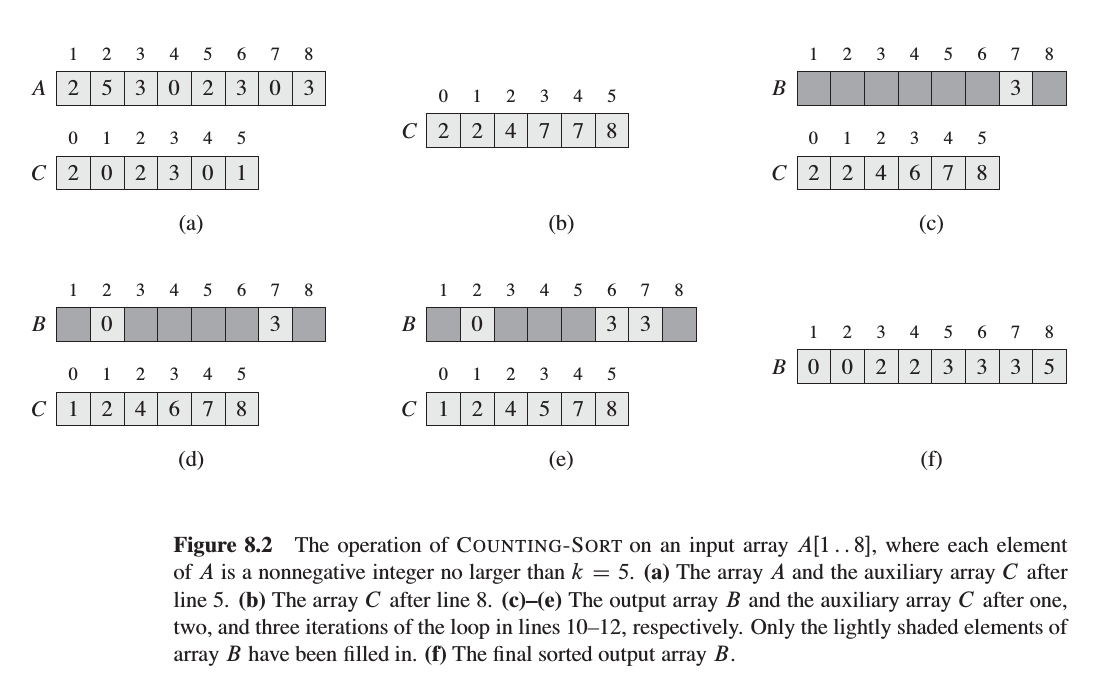 1 2 3 4 5 6 7 8
A 2 5 3 0 2 3 0 3
0 1 2 3 4 5
C 2 0 2 3 0 1
(a)
0 1 2 3 4 5
C 2 2 4 7 7 8
(b)
1 2 3 4 5 6 7 8
B 3
0 1 2 3 4 5
C 2 2 4 6 7 8
(c)
1 2 3 4 5 6 7 8
B 0 3
0 1 2 3 4 5
C 1 2 4 6 7 8
(d)
1 2 3 4 5 6 7 8
B 0 3 3
0 1 2 3 4 5
C 1 2 4 5 7 8
(e)
1 2 3 4 5 6 7 8
B 0 0 2 2 3 3 3 5
(f)
Figure 8.2 The operation of COUNTING-SORT on an input array A[1 . . 8], where each element
of A is a nonnegative integer no larger than k = 5. (a) The array A and the auxiliary array C after
line 5. (b) The array C after line 8. (c)–(e) The output array B and the auxiliary array C after one,
two, and three iterations of the loop in lines 10–12, respectively. Only the lightly shaded elements of
array B have been filled in. (f) The final sorted output array B.